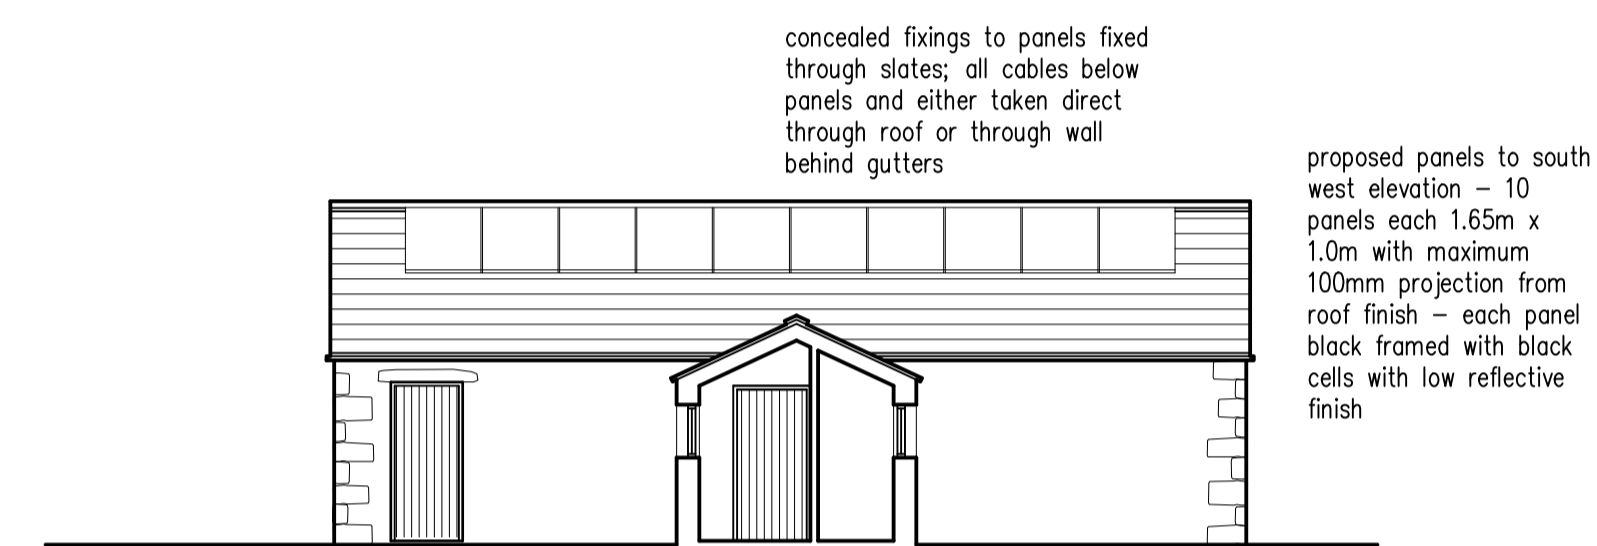 concealed fixings to panels fixed
through slates; all cables below
panels and either taken direct
through roof or through wall
behind gutters
proposed panels to south
west elevation – 10
panels each 1.65m x
1.0m with maximum
100mm projection from
roof finish – each panel
black framed with black
cells with low reflective
finish